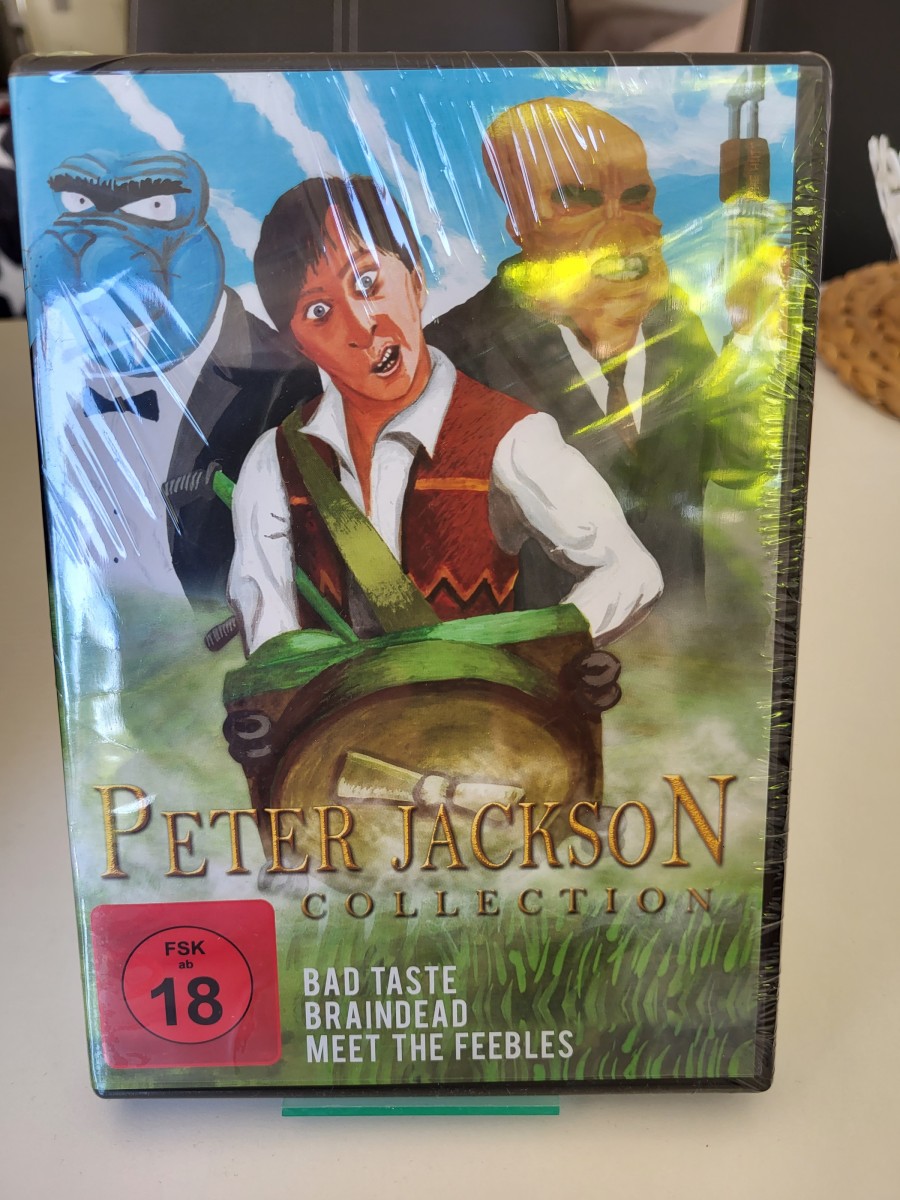 PETER JACKSON
COLLECTION
FSK
ab
18
BAD TASTE
BRAINDEAD
MEET THE FEEBLES